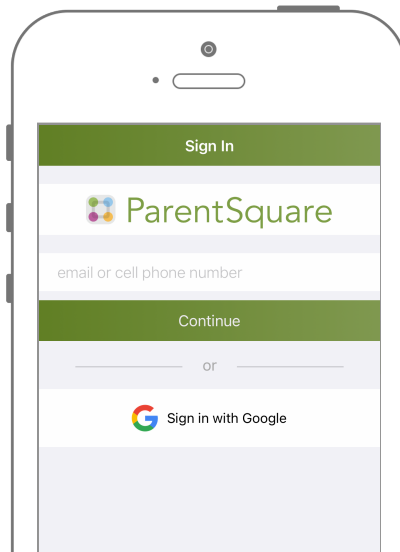 Sign In
ParentSquare
email or cell phone number
Continue
or
Sign in with Google